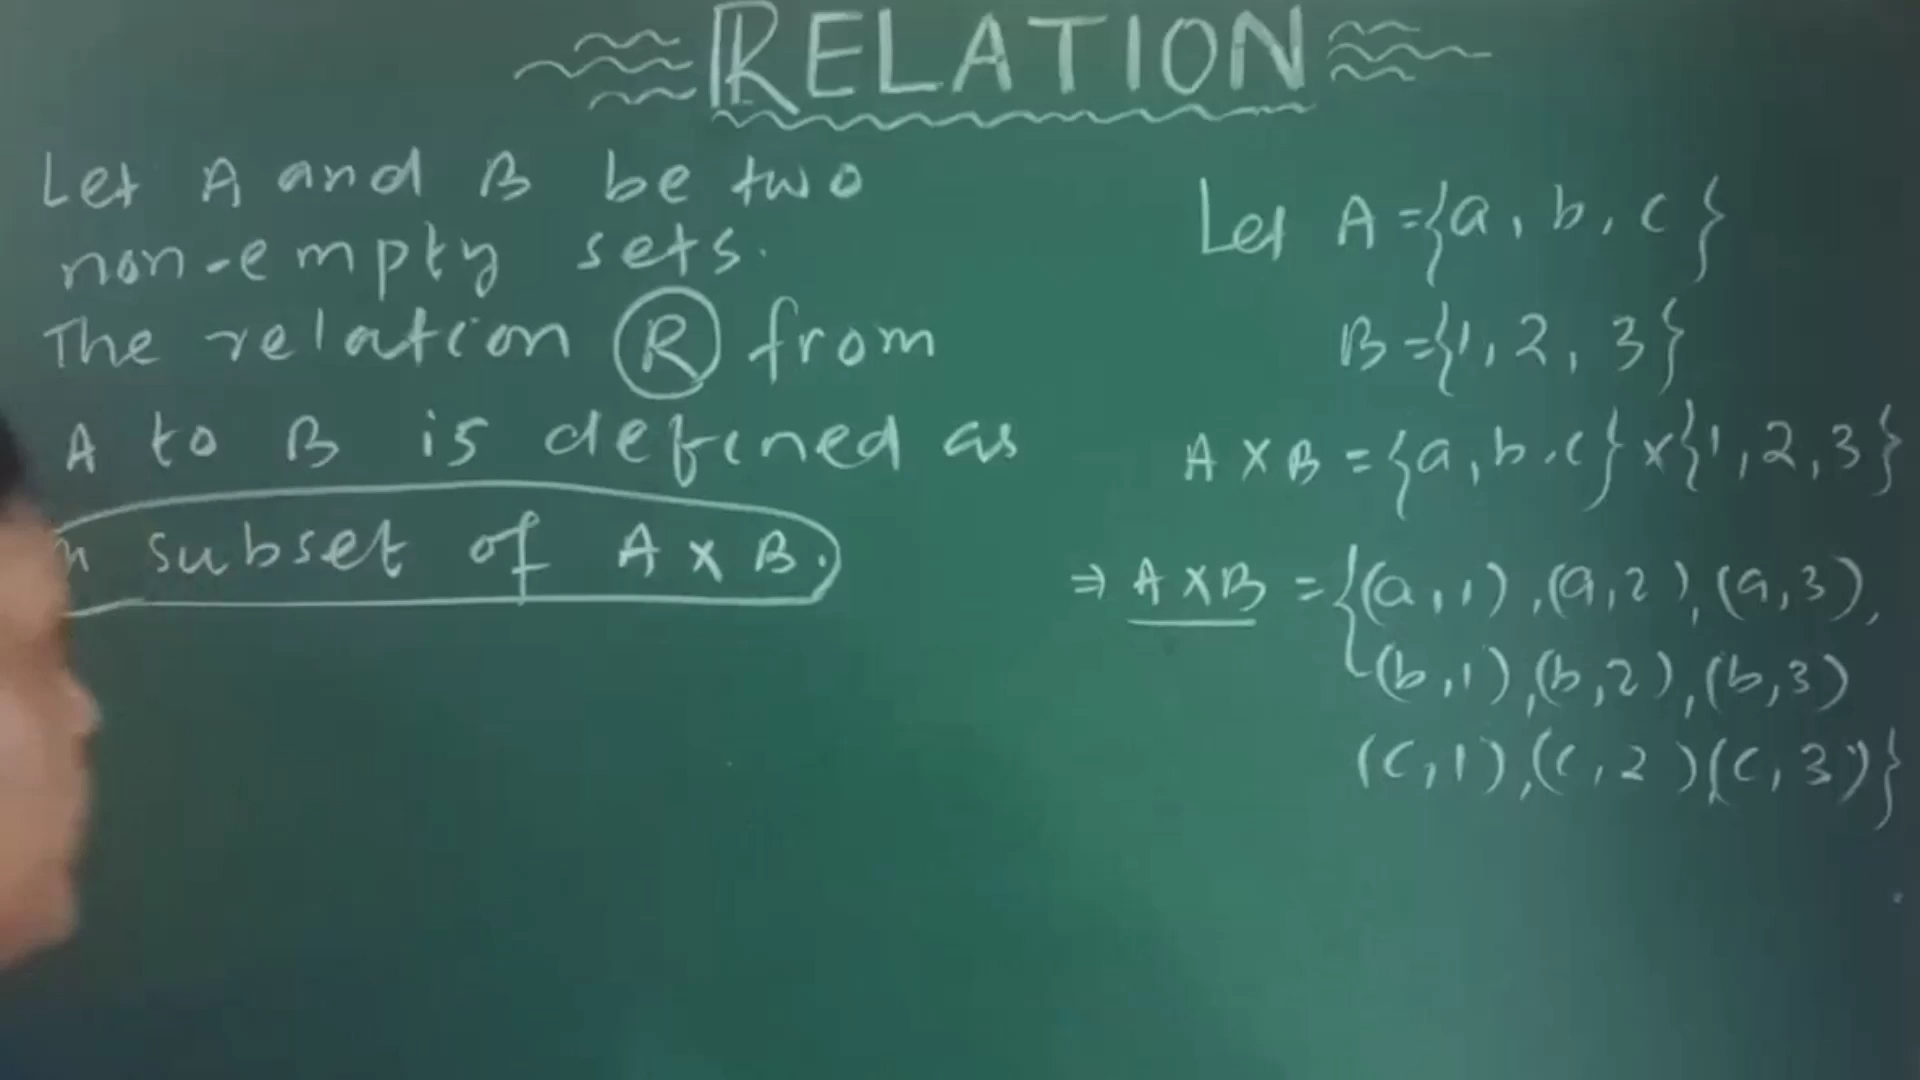 RELATION
Let A and B be two
non-empty sets.
The relation R from
A to B is defined as
subset of A x B.
Let A = {a, b, c}
B = {1, 2, 3}
A x B = {a, b, c} x {1, 2, 3}
⇒ A x B = {(a, 1), (a, 2), (a, 3),
(b, 1), (b, 2), (b, 3)
(c, 1), (c, 2) (c, 3)}